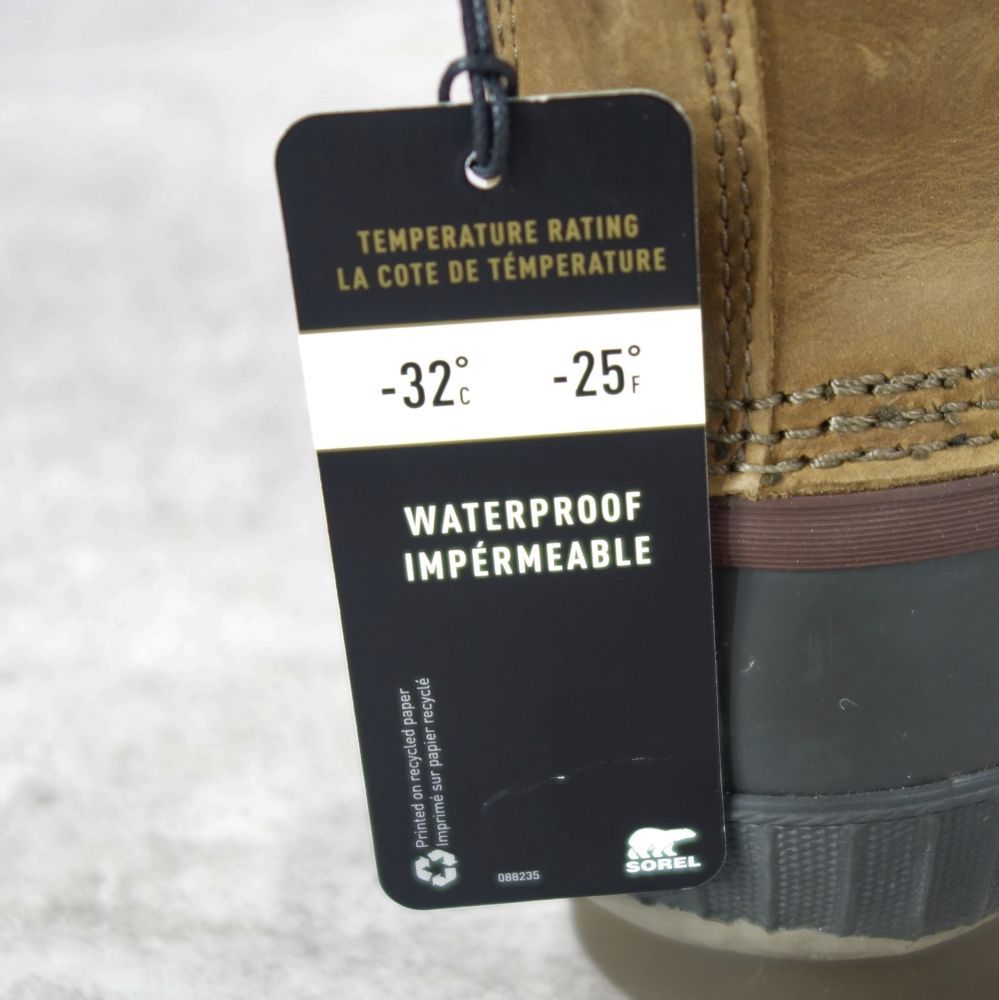 TEMPERATURE RATING
LA COTE DE TÉMPERATURE
-32°C -25°F
WATERPROOF
IMPÉRMEABLE
Printed on recycled paper
Imprimé sur papier recyclé
088235
SOREL